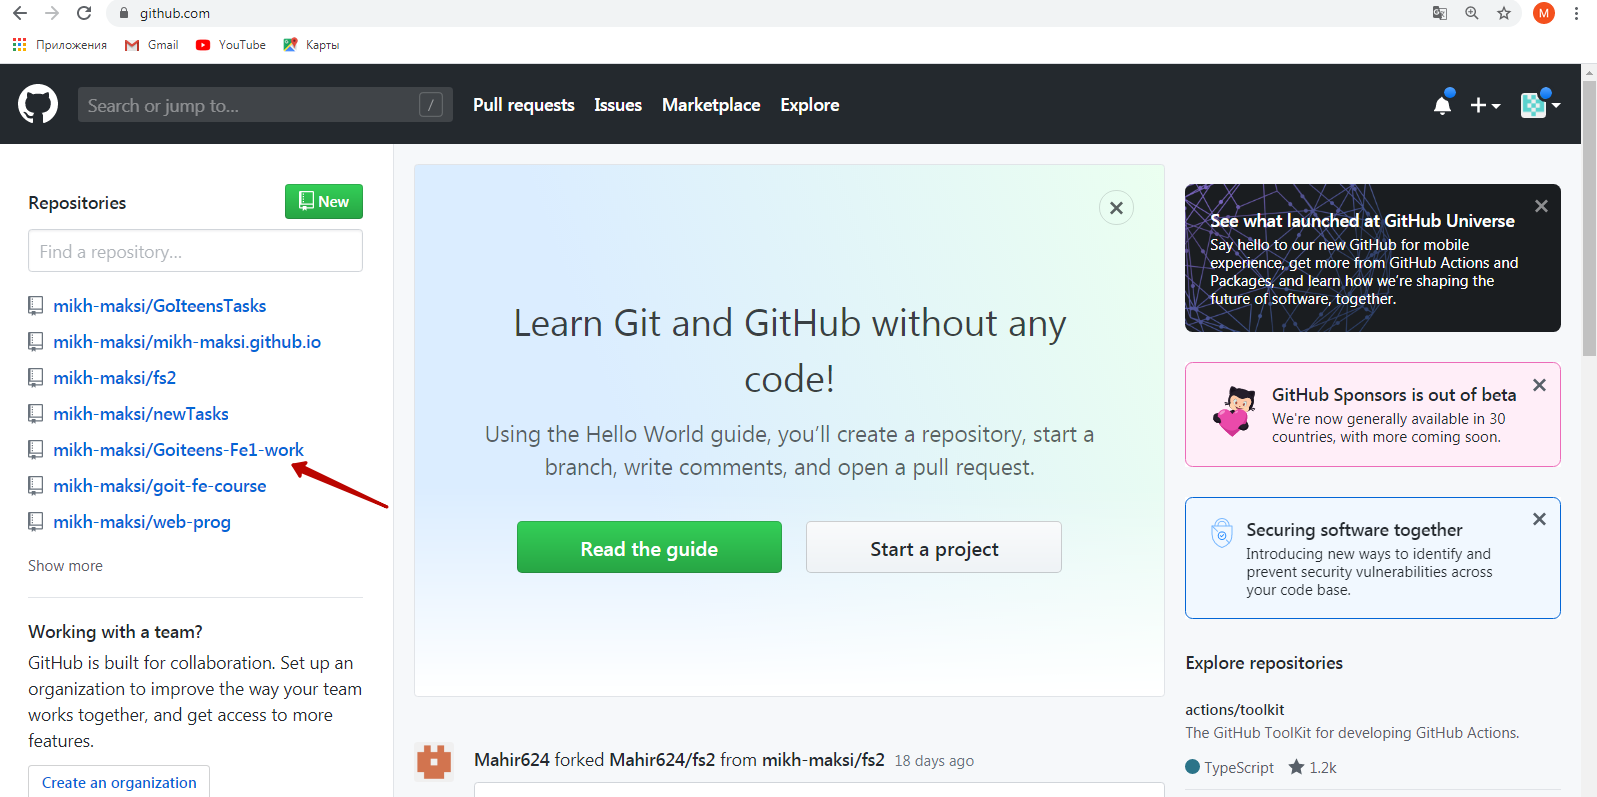 github.com
M
Приложения
Gmail
YouTube
Карты
Search or jump to...
/
Pull requests
Issues
Marketplace
Explore
Repositories
New
Find a repository...
mikh-maksi/GoIteensTasks
mikh-maksi/mikh-maksi.github.io
mikh-maksi/fs2
mikh-maksi/newTasks
mikh-maksi/Goiteens-Fe1-work
mikh-maksi/goit-fe-course
mikh-maksi/web-prog
Show more
Working with a team?
GitHub is built for collaboration. Set up an
organization to improve the way your team
works together, and get access to more
features.
Create an organization
Learn Git and GitHub without any
code!
Using the Hello World guide, you’ll create a repository, start a
branch, write comments, and open a pull request.
Read the guide
Start a project
Mahir624 forked Mahir624/fs2 from mikh-maksi/fs2 18 days ago
See what launched at GitHub Universe
Say hello to our new GitHub for mobile
experience, get more from GitHub Actions and
Packages, and learn how we’re shaping the
future of software, together.
GitHub Sponsors is out of beta
We're now generally available in 30
countries, with more coming soon.
Securing software together
Introducing new ways to identify and
prevent security vulnerabilities across
your code base.
Explore repositories
actions/toolkit
The GitHub ToolKit for developing GitHub Actions.
TypeScript 1.2k